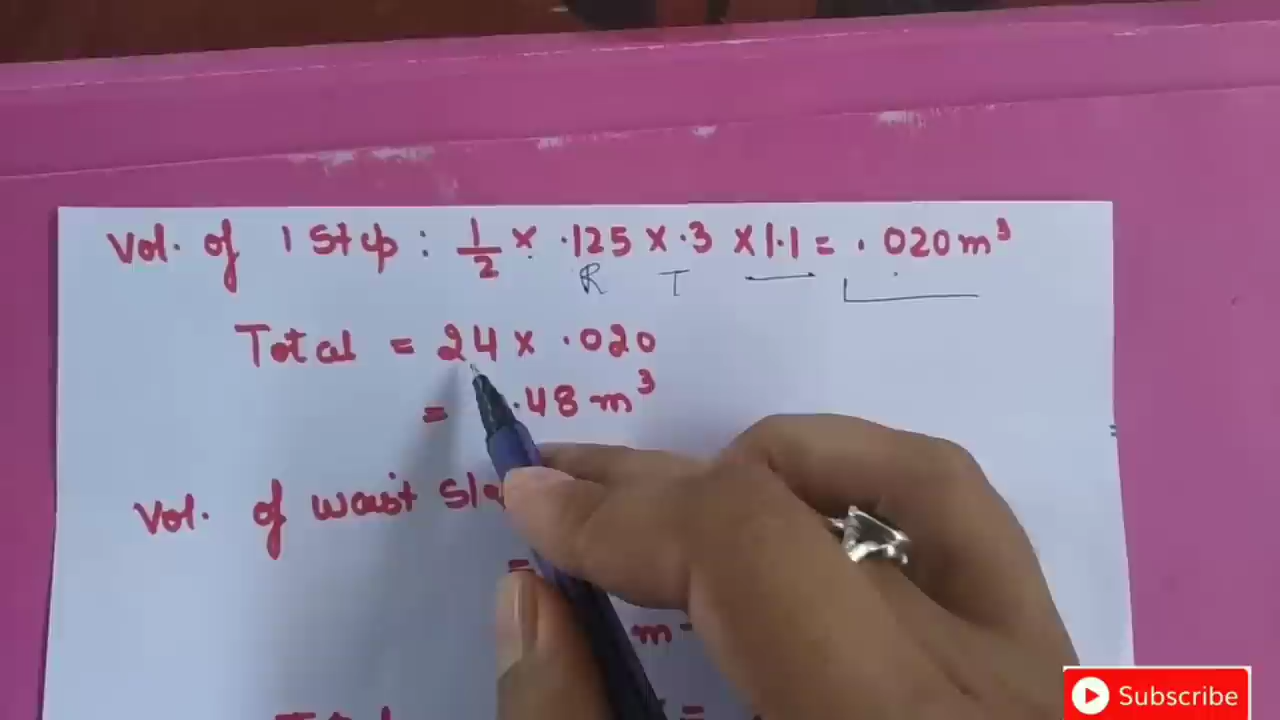 Vol. of 1 Step : 1/2 × .125 × .3 × 1.1 = .020 m³
R T
Total = 24 × .020
= .48 m³
Vol. of waist
=
m
=
Subscribe